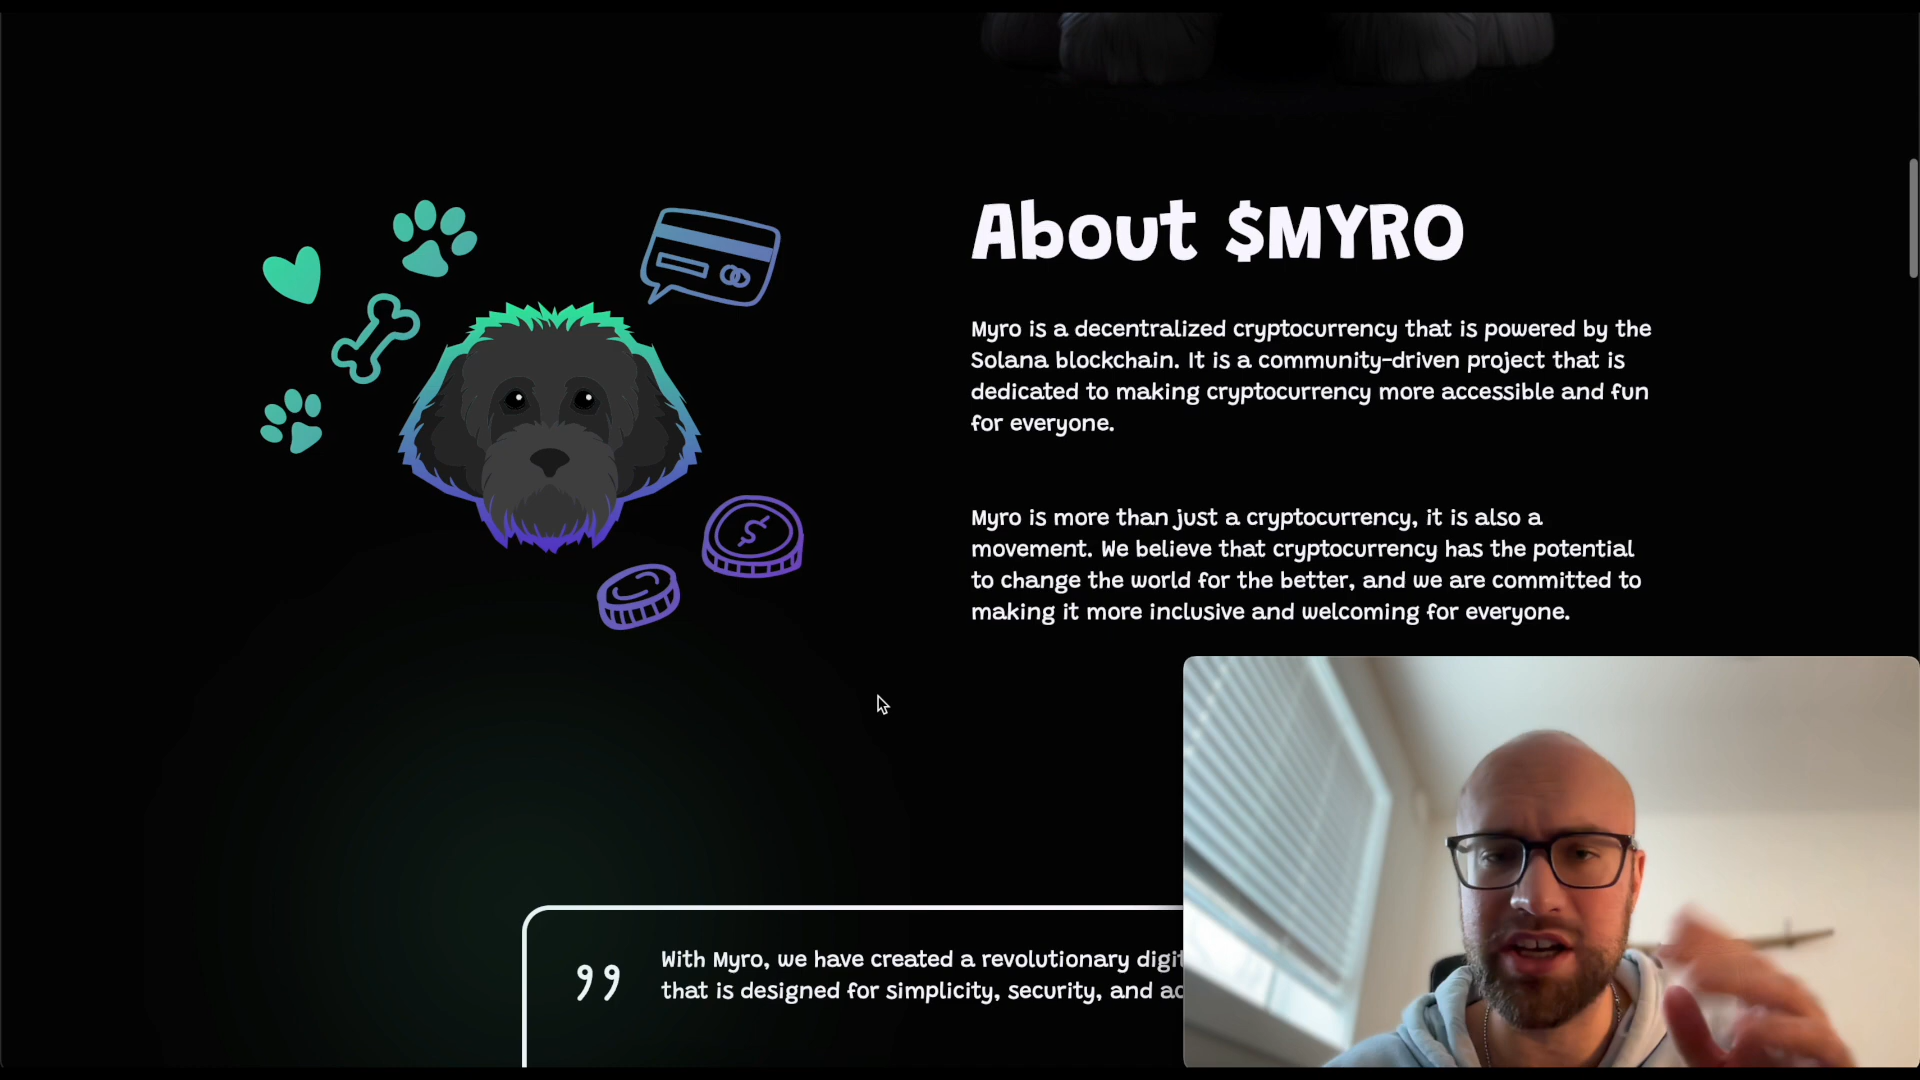 About $MYRO
Myro is a decentralized cryptocurrency that is powered by the
Solana blockchain. It is a community-driven project that is
dedicated to making cryptocurrency more accessible and fun
for everyone.
Myro is more than just a cryptocurrency, it is also a
movement. We believe that cryptocurrency has the potential
to change the world for the better, and we are committed to
making it more inclusive and welcoming for everyone.
With Myro, we have created a revolutionary
that is designed for simplicity, security, and